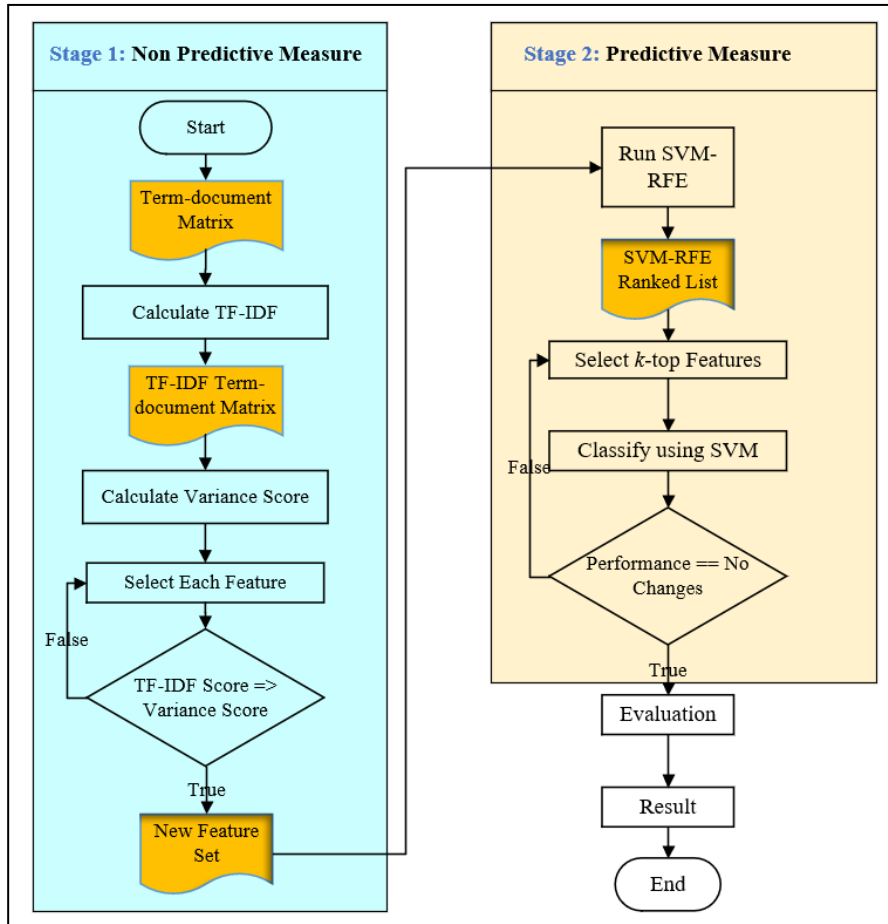 Stage 1: Non Predictive Measure
Start
Term-document
Matrix
Calculate TF-IDF
TF-IDF Term-
document Matrix
Calculate Variance Score
Select Each Feature
False
TF-IDF Score =>
Variance Score
True
New Feature
Set
Stage 2: Predictive Measure
Run SVM-
RFE
SVM-RFE
Ranked List
Select k-top Features
Classify using SVM
False
Performance == No
Changes
True
Evaluation
Result
End